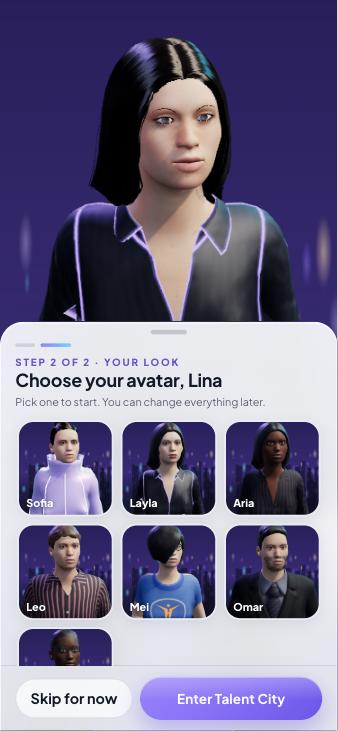 STEP 2 OF 2 · YOUR LOOK
Choose your avatar, Lina
Pick one to start. You can change everything later.
Sofia
Layla
Aria
Leo
Mei
Omar
Skip for now
Enter Talent City